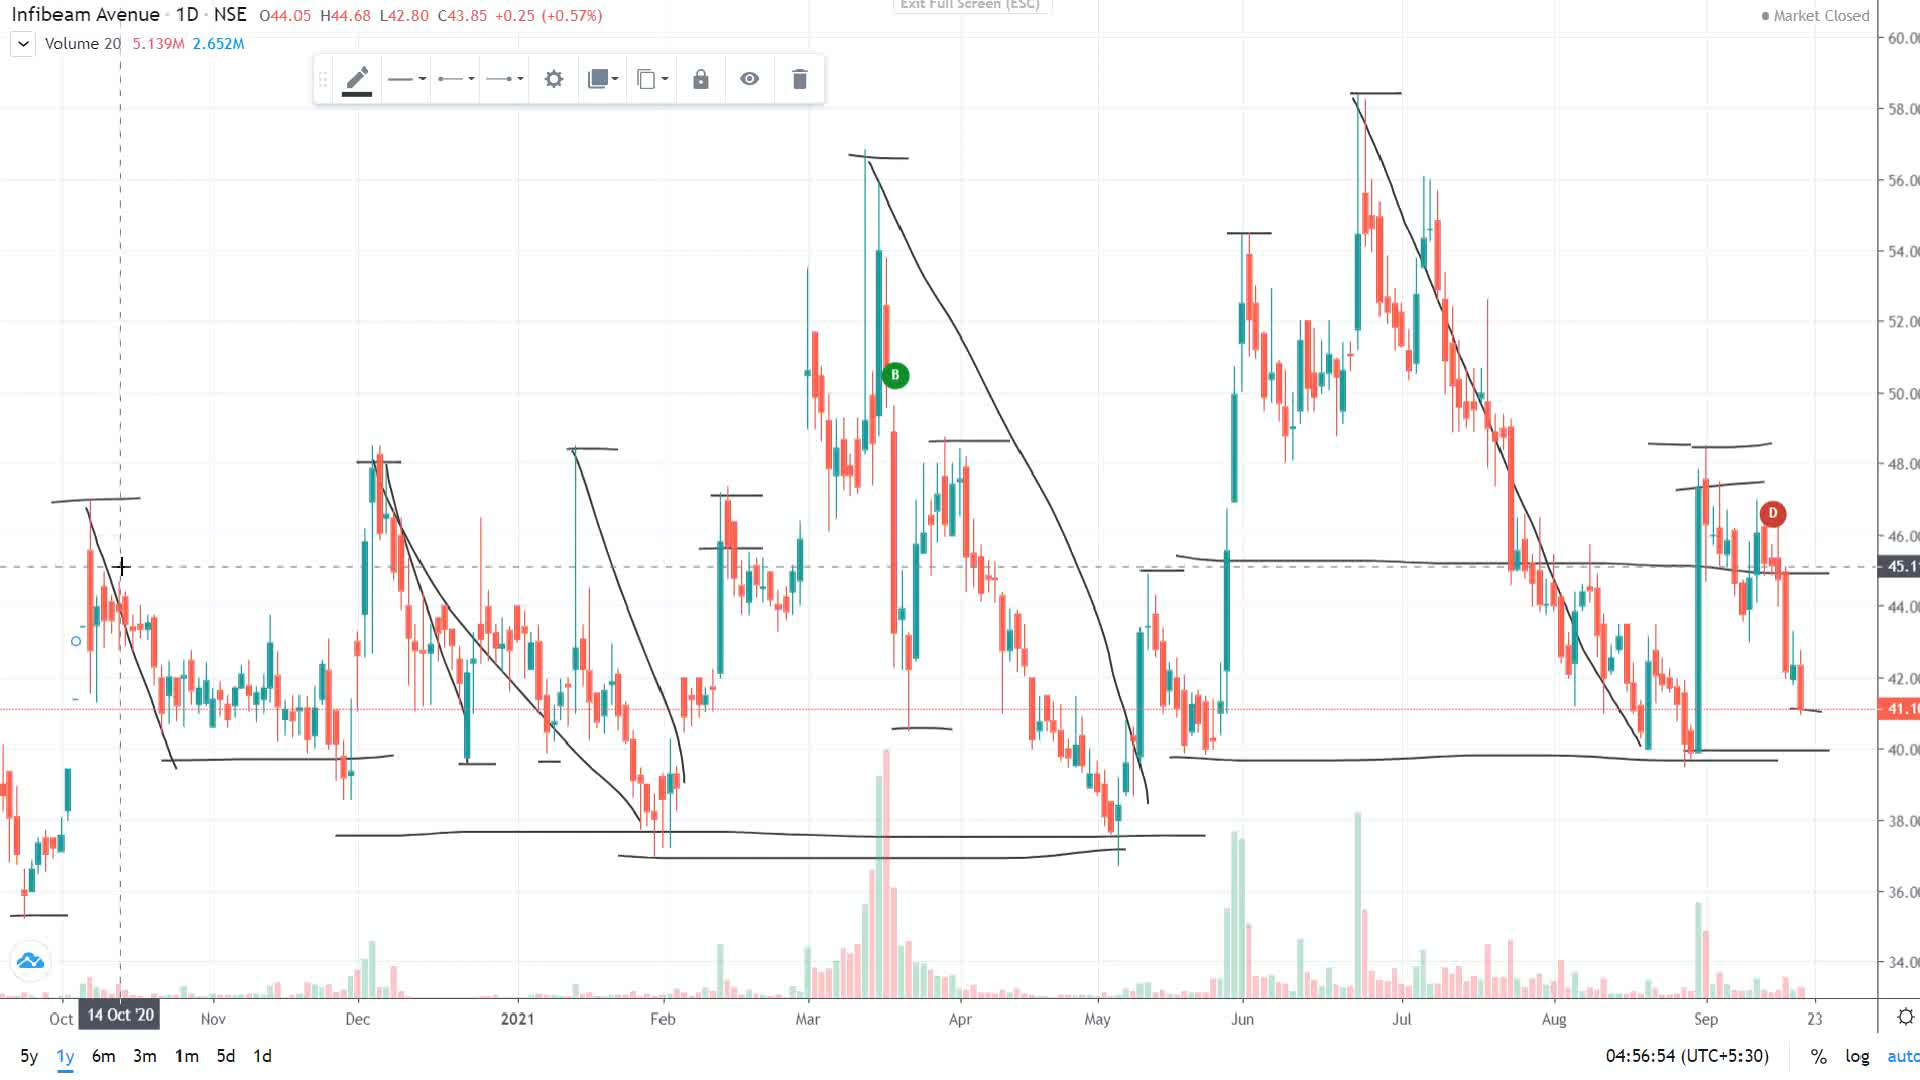 Exit Full Screen (ESC)
Infibeam Avenue · 1D · NSE O44.05 H44.68 L42.80 C43.85 +0.25 (+0.57%)
Market Closed
Volume 20 5.139M 2.652M
60.00
58.00
56.00
54.00
52.00
50.00
48.00
46.00
45.11
44.00
42.00
41.10
40.00
38.00
36.00
34.00
B
D
Oct 14 Oct '20 Nov Dec 2021 Feb Mar Apr May Jun Jul Aug Sep 23
5y 1y 6m 3m 1m 5d 1d
04:56:54 (UTC+5:30) % log auto